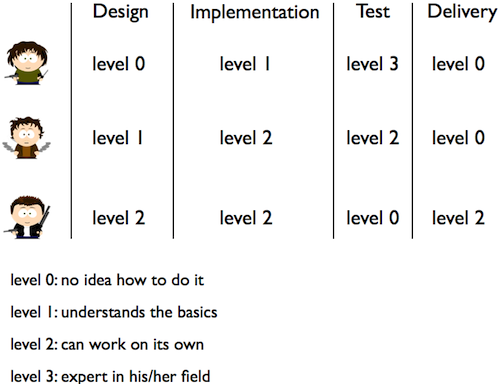 Design Implementation Test Delivery
level 0 level 1 level 3 level 0
level 1 level 2 level 2 level 0
level 2 level 2 level 0 level 2
level 0: no idea how to do it
level 1: understands the basics
level 2: can work on its own
level 3: expert in his/her field